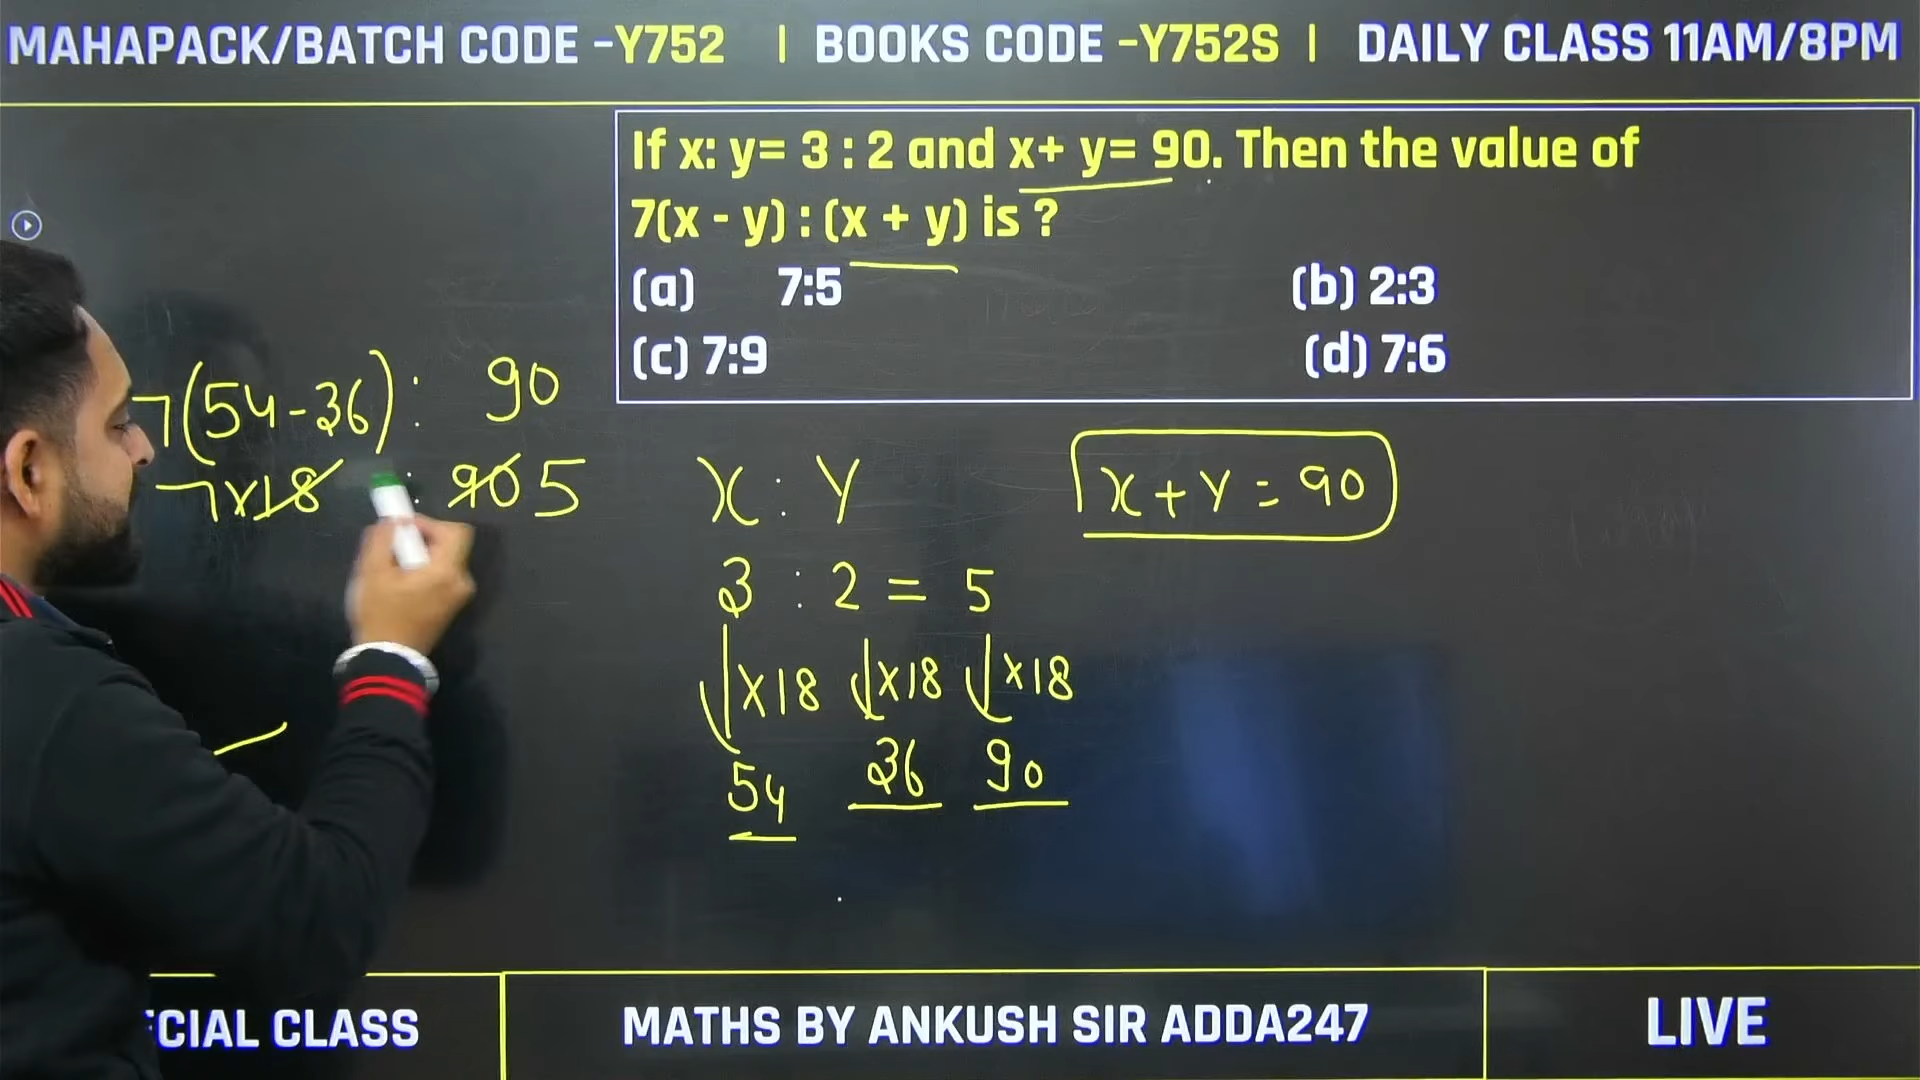 MAHAPACK/BATCH CODE -Y752 | BOOKS CODE -Y752S | DAILY CLASS 11AM/8PM
If x: y= 3 : 2 and x+ y= 90. Then the value of
7(x - y) : (x + y) is ?
(a) 7:5 (b) 2:3
(c) 7:9 (d) 7:6
7(54-36): 90
7x18 : 90 5
x : y
x + y = 90
3 : 2 = 5
x18 x18 x18
54 36 90
CIAL CLASS
MATHS BY ANKUSH SIR ADDA247
LIVE